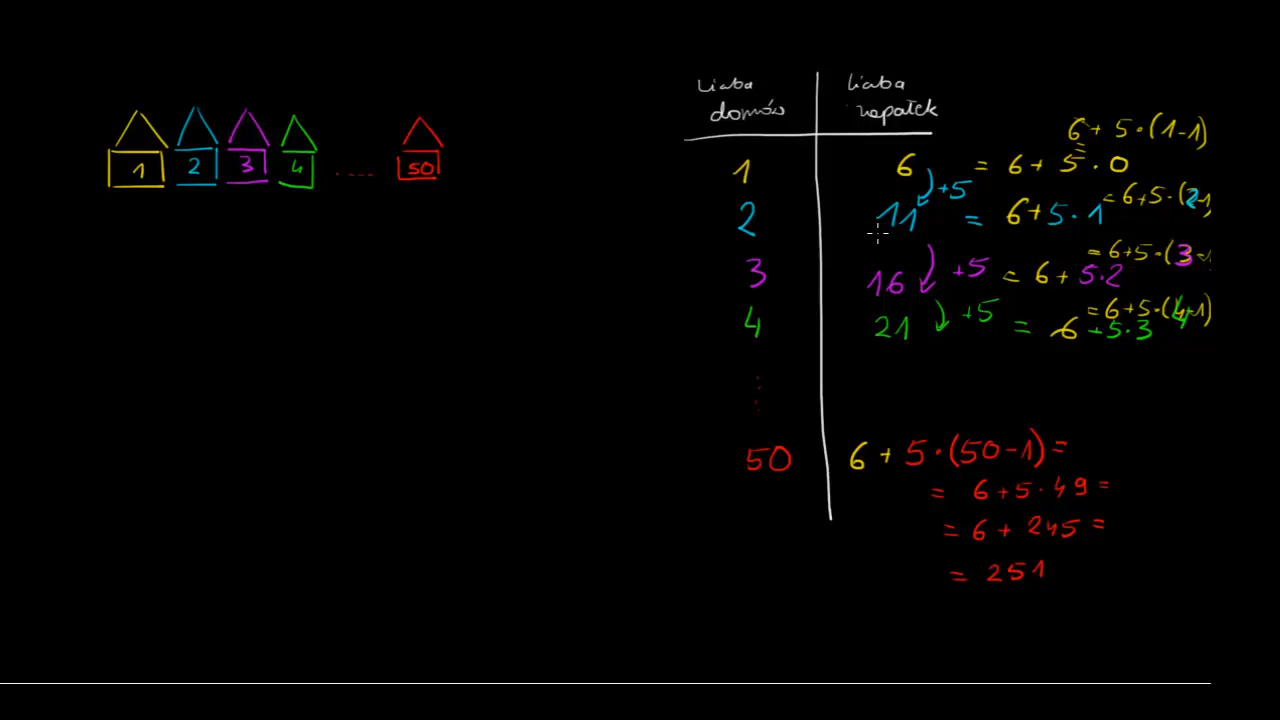 1 2 3 4 ..... 50
Liczba domów Liczba zapałek
6 + 5 · (1-1)
1 6 = 6 + 5 · 0
+5
= 6+5·(2-1)
2 11 = 6+5·1
= 6+5·(3-1
3 16 +5 = 6+ 5·2
= 6+5·(4-1)
4 21 +5 = 6 +5·3
50 6 + 5·(50-1) =
= 6+5·49 =
= 6 + 245 =
= 251